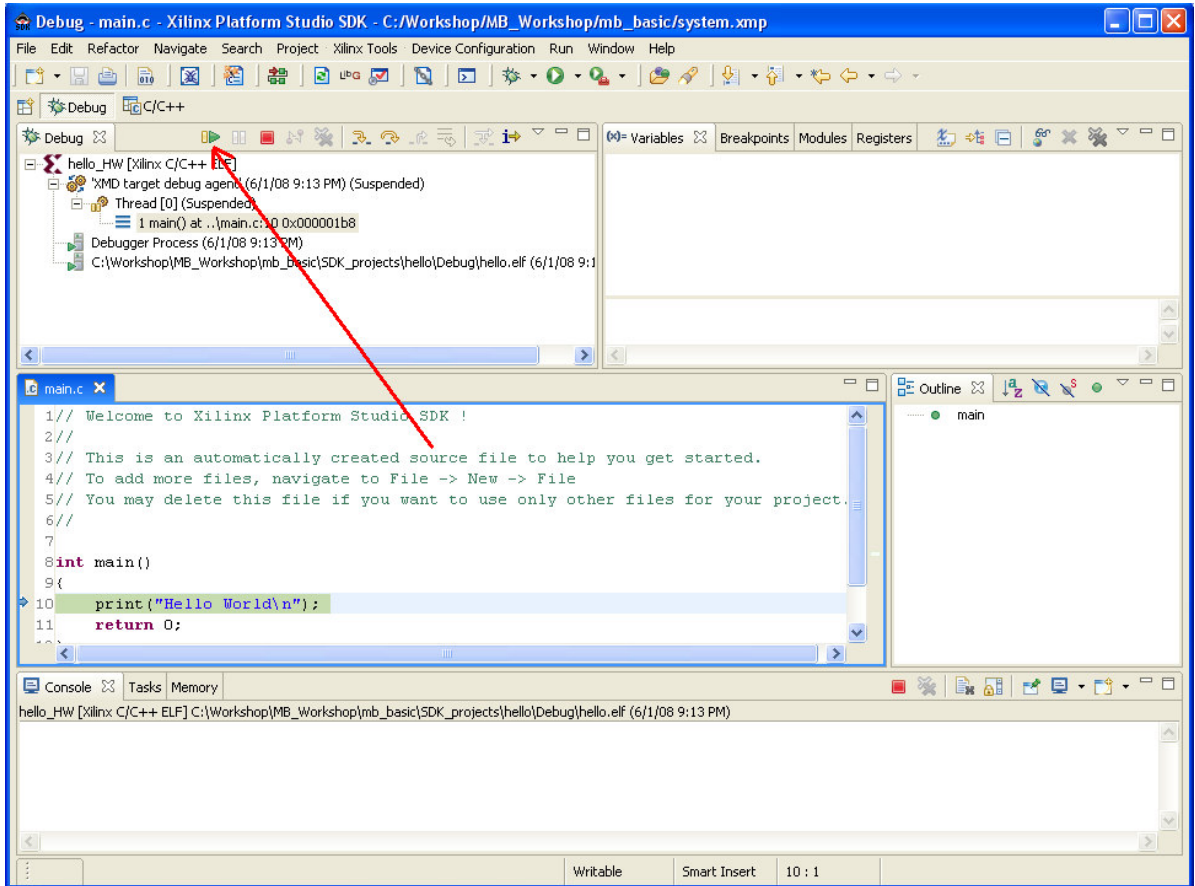 Debug - main.c - Xilinx Platform Studio SDK - C:/Workshop/MB_Workshop/mb_basic/system.xmp
File Edit Refactor Navigate Search Project Xilinx Tools Device Configuration Run Window Help
Debug C/C++
Debug
hello_HW [Xilinx C/C++ ELF]
'XMD target debug agent' (6/1/08 9:13 PM) (Suspended)
Thread [0] (Suspended)
1 main() at ..\main.c:10 0x000001b8
Debugger Process (6/1/08 9:13 PM)
C:\Workshop\MB_Workshop\mb_basic\SDK_projects\hello\Debug\hello.elf (6/1/08 9:1
(x)= Variables Breakpoints Modules Registers
main.c
1// Welcome to Xilinx Platform Studio SDK !
2//
3// This is an automatically created source file to help you get started.
4// To add more files, navigate to File -> New -> File
5// You may delete this file if you want to use only other files for your project.
6//
7
8int main()
9{
10 print("Hello World\n");
11 return 0;
Outline
main
Console Tasks Memory
hello_HW [Xilinx C/C++ ELF] C:\Workshop\MB_Workshop\mb_basic\SDK_projects\hello\Debug\hello.elf (6/1/08 9:13 PM)
Writable Smart Insert 10 : 1